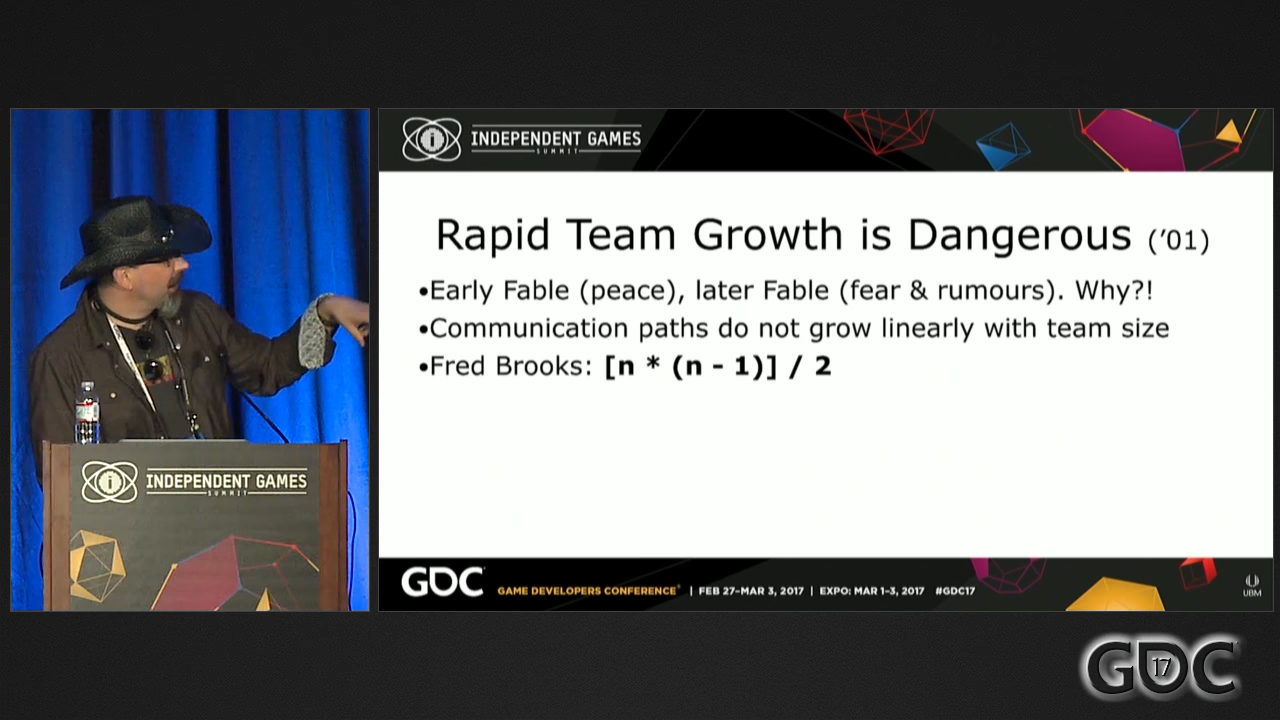 INDEPENDENT GAMES
SUMMIT
Rapid Team Growth is Dangerous ('01)
•Early Fable (peace), later Fable (fear & rumours). Why?!
•Communication paths do not grow linearly with team size
•Fred Brooks: [n * (n - 1)] / 2
INDEPENDENT GAMES
SUMMIT
GDC GAME DEVELOPERS CONFERENCE® | FEB 27–MAR 3, 2017 | EXPO: MAR 1–3, 2017 #GDC17
UBM
GDC 17